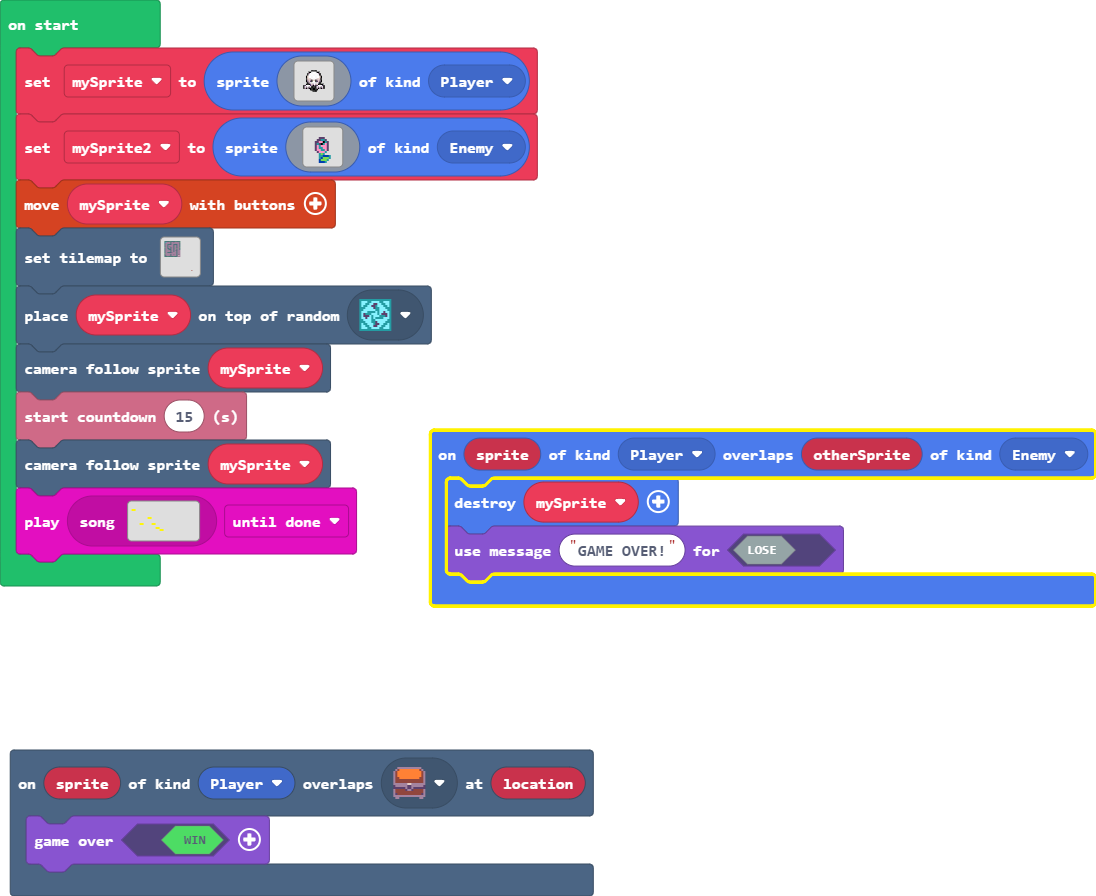 on start
set mySprite to sprite of kind Player
set mySprite2 to sprite of kind Enemy
move mySprite with buttons
set tilemap to
place mySprite on top of random
camera follow sprite mySprite
start countdown 15 (s)
camera follow sprite mySprite
play song until done
on sprite of kind Player overlaps otherSprite of kind Enemy
destroy mySprite
use message "GAME OVER!" for LOSE
on sprite of kind Player overlaps at location
game over WIN